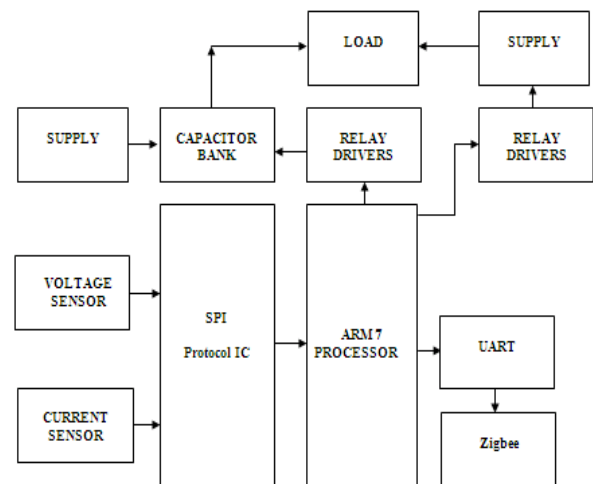 LOAD
SUPPLY
SUPPLY
CAPACITOR
BANK
RELAY
DRIVERS
RELAY
DRIVERS
VOLTAGE
SENSOR
SPI
Protocol IC
ARM 7
PROCESSOR
UART
CURRENT
SENSOR
Zigbee